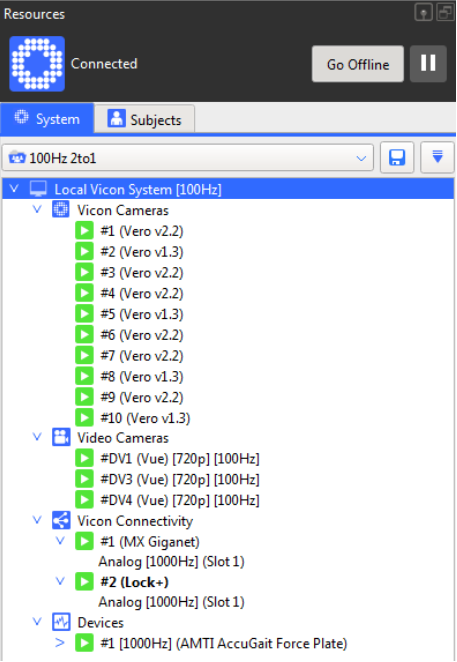 Resources
Connected
Go Offline
System
Subjects
100Hz 2to1
Local Vicon System [100Hz]
Vicon Cameras
#1 (Vero v2.2)
#2 (Vero v1.3)
#3 (Vero v2.2)
#4 (Vero v2.2)
#5 (Vero v1.3)
#6 (Vero v2.2)
#7 (Vero v2.2)
#8 (Vero v1.3)
#9 (Vero v2.2)
#10 (Vero v1.3)
Video Cameras
#DV1 (Vue) [720p] [100Hz]
#DV3 (Vue) [720p] [100Hz]
#DV4 (Vue) [720p] [100Hz]
Vicon Connectivity
#1 (MX Giganet)
Analog [1000Hz] (Slot 1)
#2 (Lock+)
Analog [1000Hz] (Slot 1)
Devices
#1 [1000Hz] (AMTI AccuGait Force Plate)